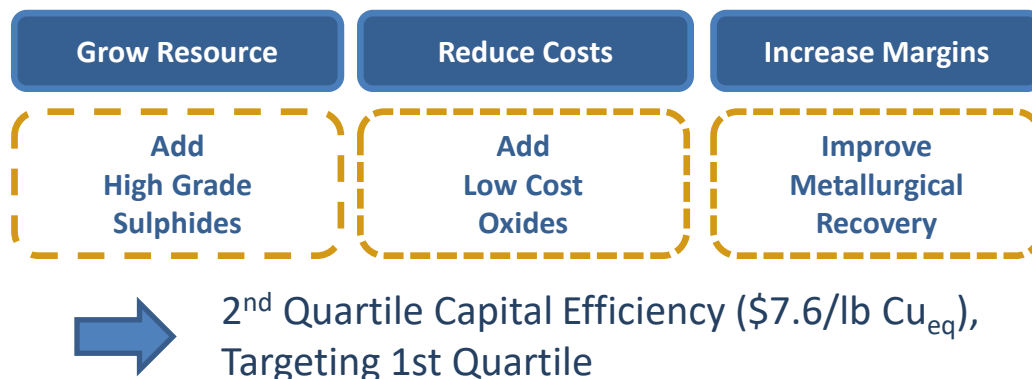 Grow Resource
Reduce Costs
Increase Margins
Add
High Grade
Sulphides
Add
Low Cost
Oxides
Improve
Metallurgical
Recovery
2nd Quartile Capital Efficiency ($7.6/lb Cueq),
Targeting 1st Quartile